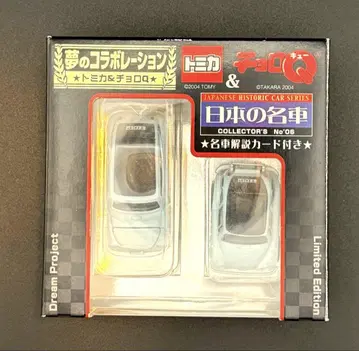 夢のコラボレーション
★トミカ&チョロQ★
トミカ
&
チョロQ
©2004 TOMY
©TAKARA 2004
JAPANESE HISTORIC CAR SERIES
日本の名車
COLLECTOR'S No'08
★名車解説カード付き★
Dream Project
Limited Edition